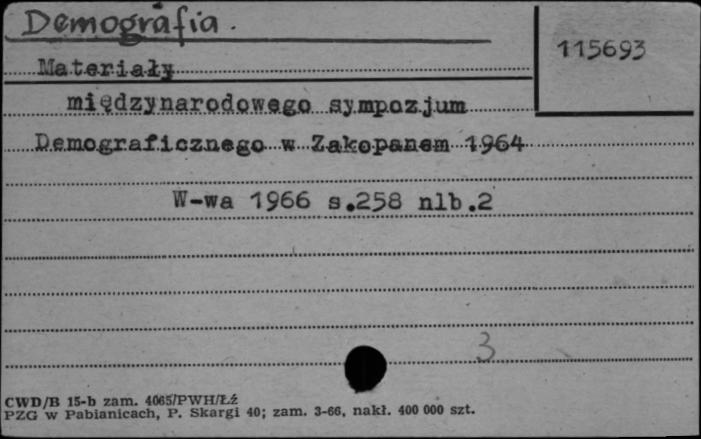 Demografia.
115693
Materiały
międzynarodowego sympozjum
Demograficznego w Zakopanem 1964
W-wa 1966 s.258 nlb.2
3
CWD/B 15-b zam. 4065/PWH/Łź
PZG w Pabianicach, P. Skargi 40; zam. 3-66, nakł. 400 000 szt.